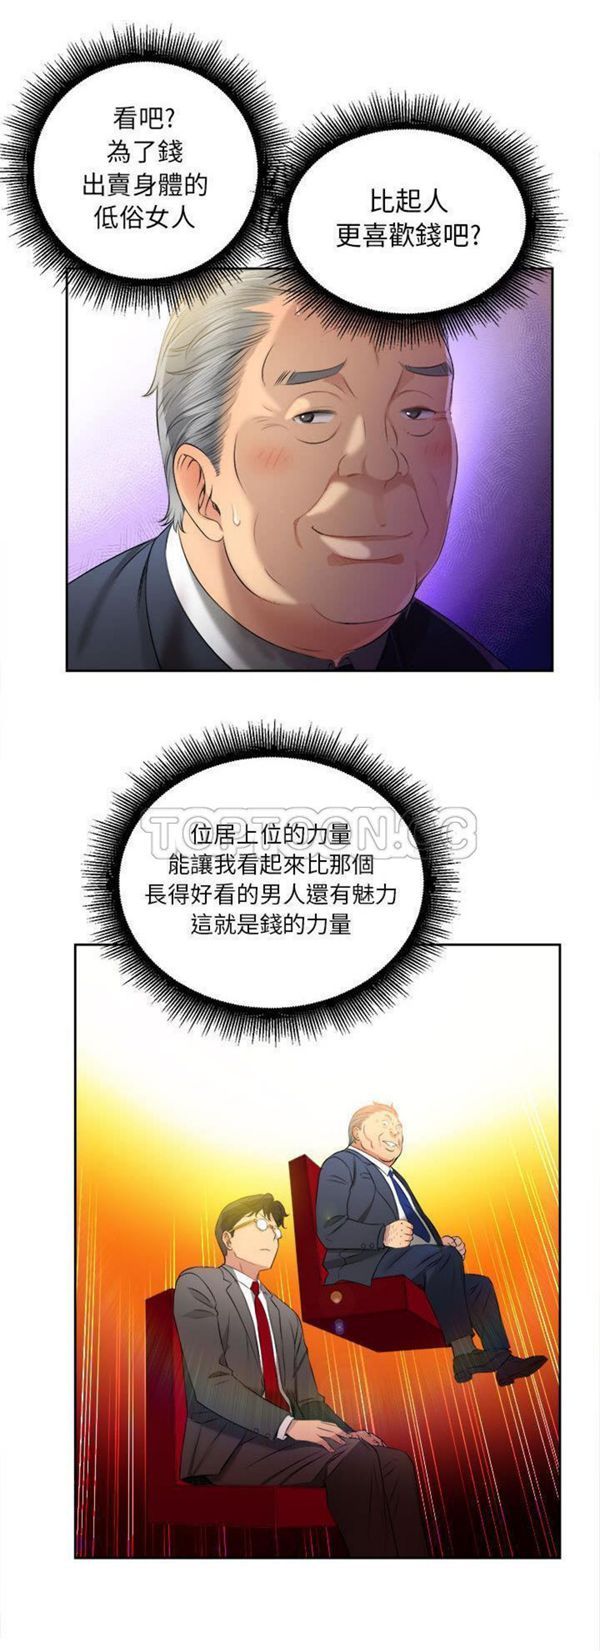 看吧?
為了錢
出賣身體的
低俗女人
比起人
更喜歡錢吧?
TOPTOON.CC
位居上位的力量
能讓我看起來比那個
長得好看的男人還有魅力
這就是錢的力量